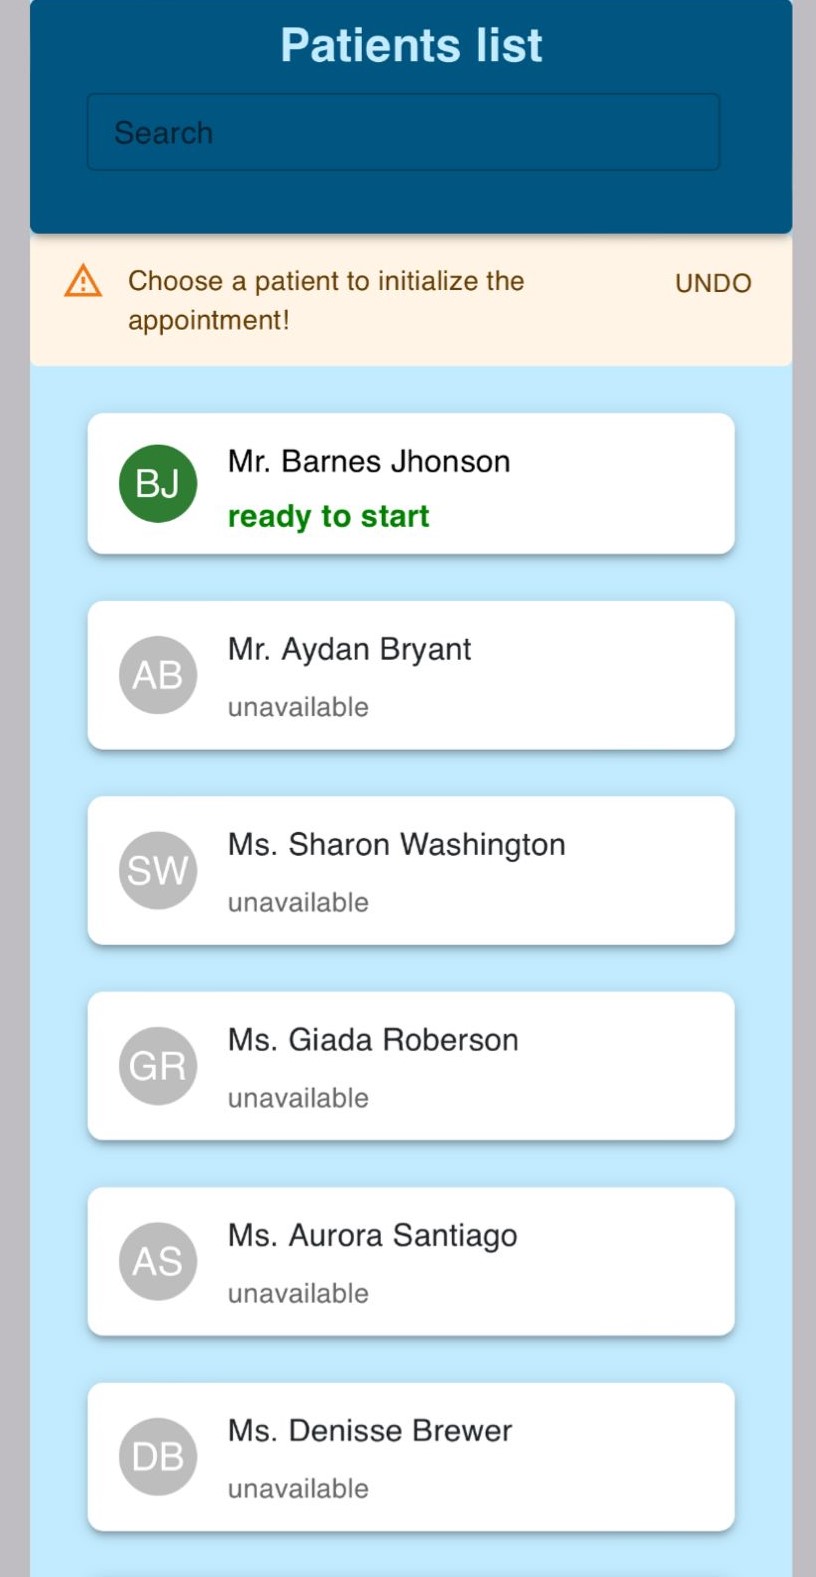 Patients list
Search
Choose a patient to initialize the
appointment!
UNDO
BJ
Mr. Barnes Jhonson
ready to start
AB
Mr. Aydan Bryant
unavailable
SW
Ms. Sharon Washington
unavailable
GR
Ms. Giada Roberson
unavailable
AS
Ms. Aurora Santiago
unavailable
DB
Ms. Denisse Brewer
unavailable